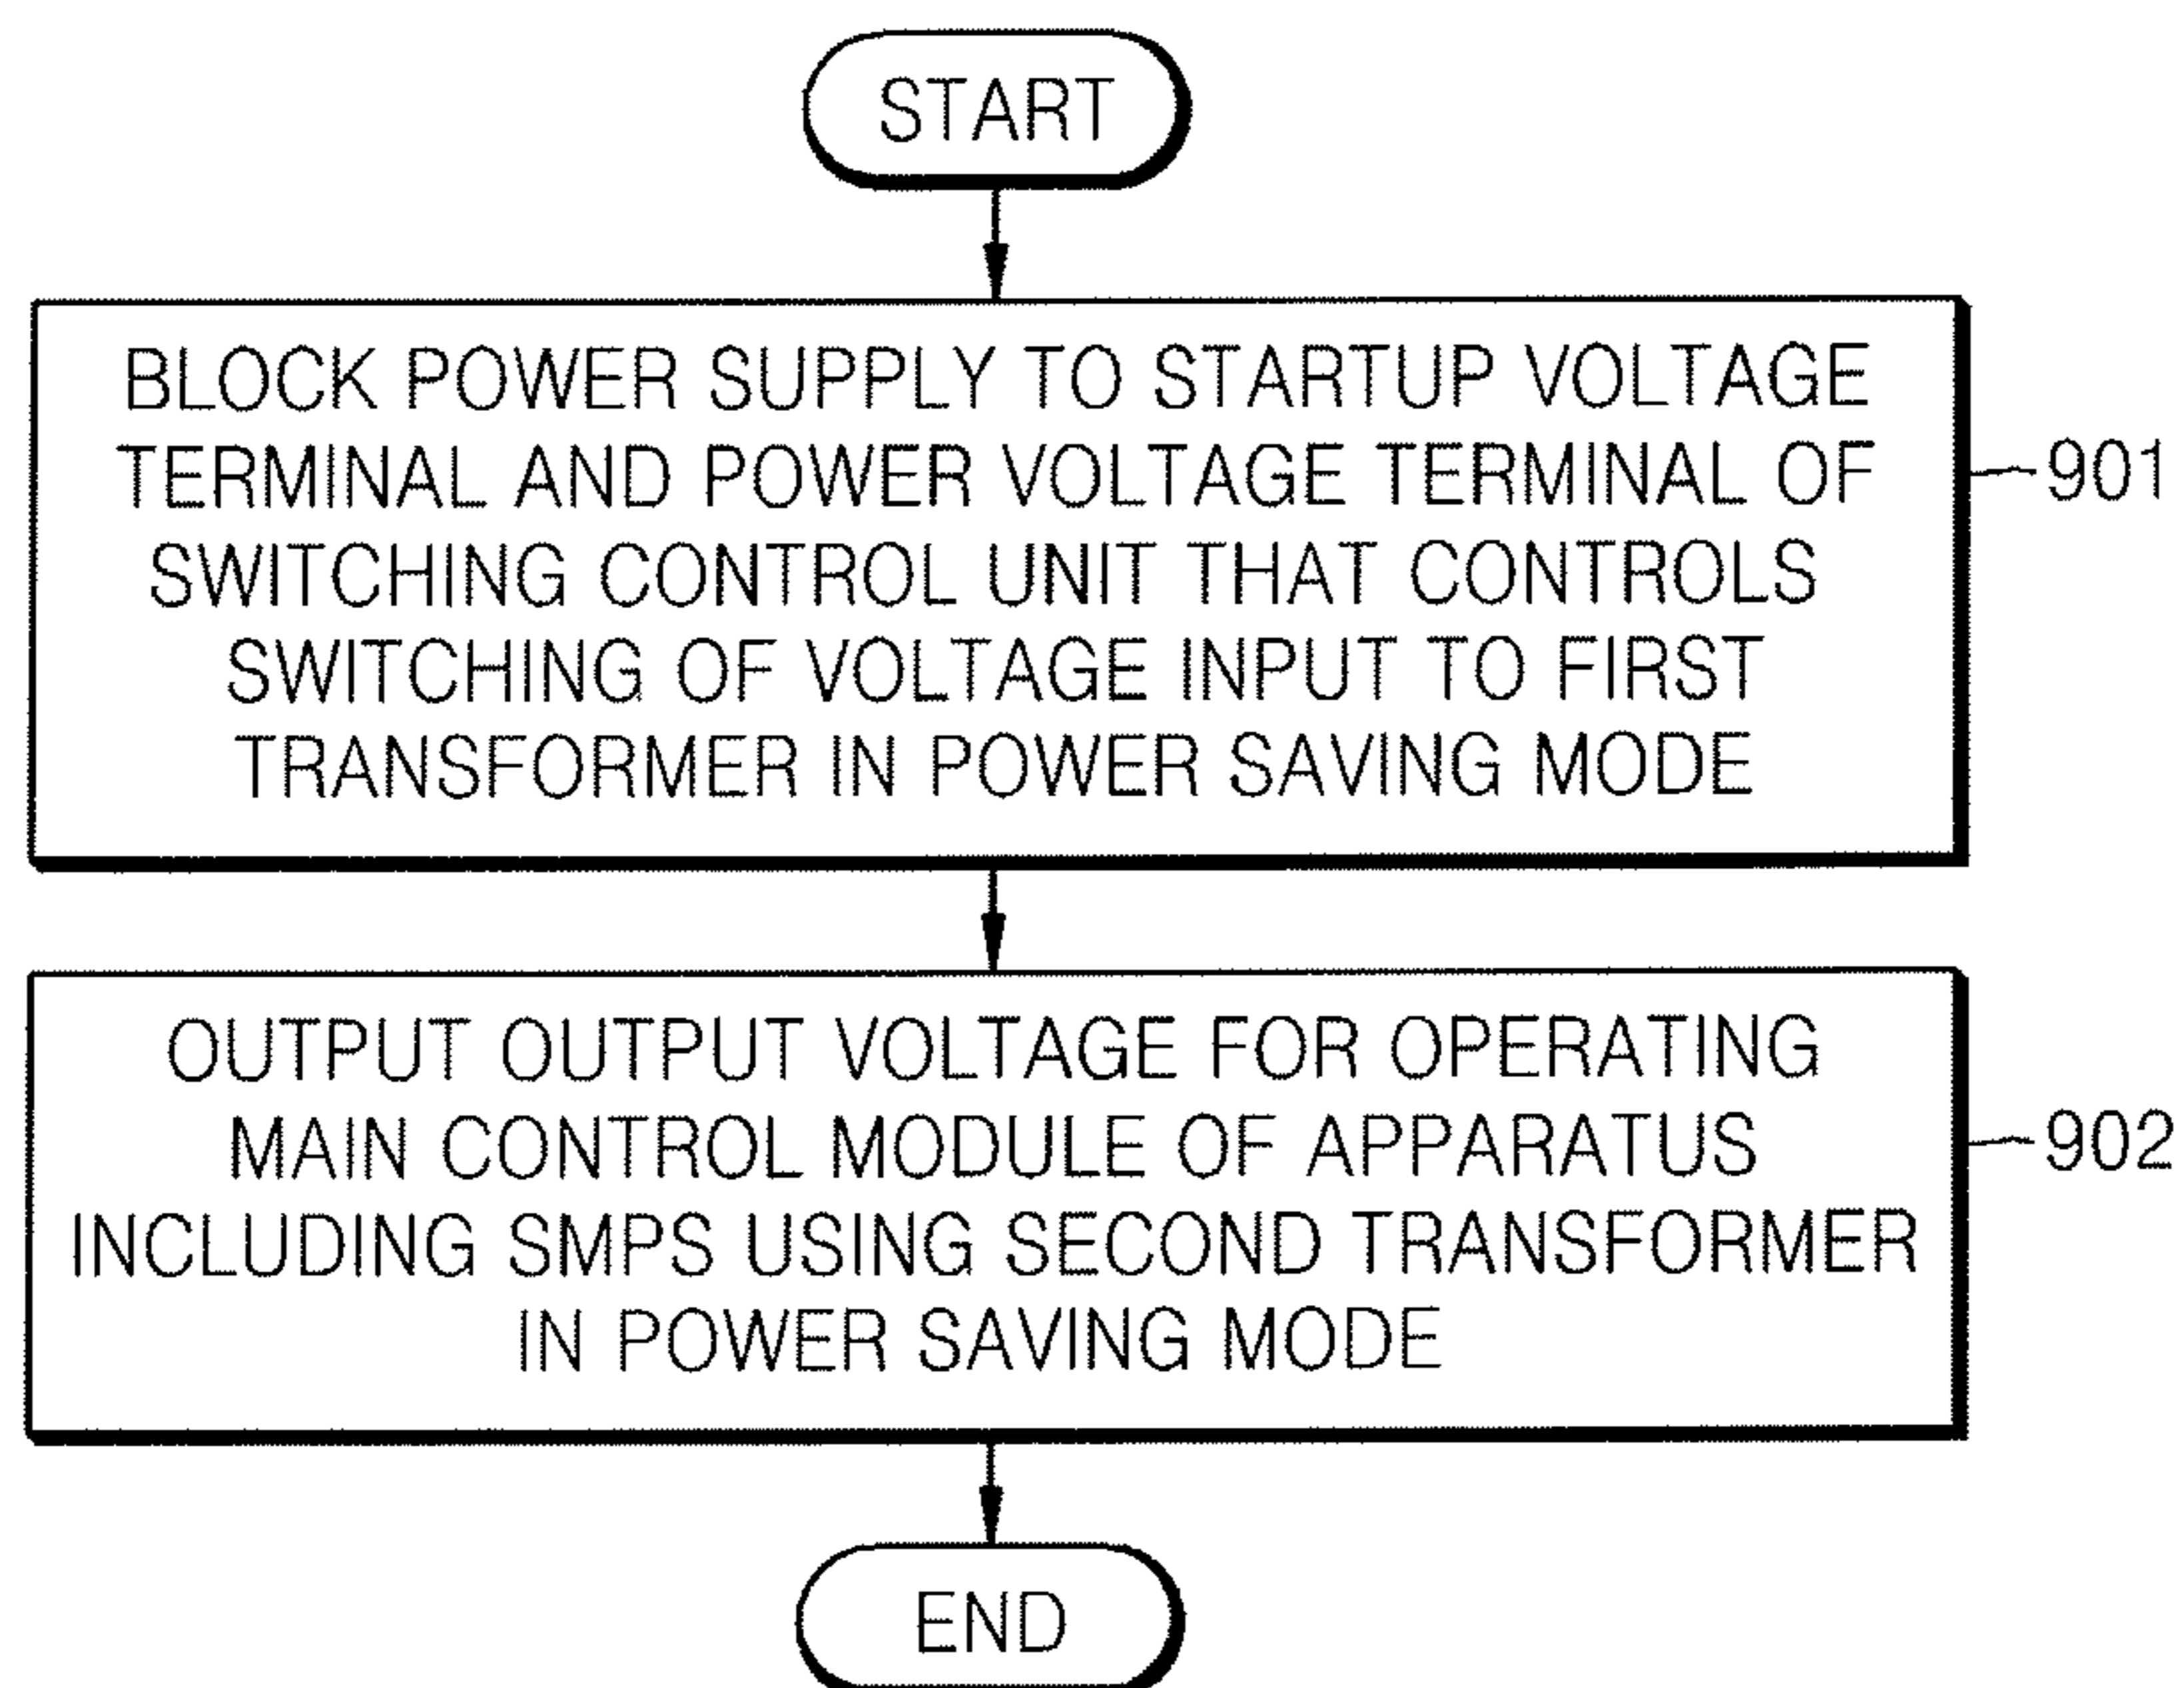 START
BLOCK POWER SUPPLY TO STARTUP VOLTAGE
TERMINAL AND POWER VOLTAGE TERMINAL OF
SWITCHING CONTROL UNIT THAT CONTROLS
SWITCHING OF VOLTAGE INPUT TO FIRST
TRANSFORMER IN POWER SAVING MODE
901
OUTPUT OUTPUT VOLTAGE FOR OPERATING
MAIN CONTROL MODULE OF APPARATUS
INCLUDING SMPS USING SECOND TRANSFORMER
IN POWER SAVING MODE
902
END